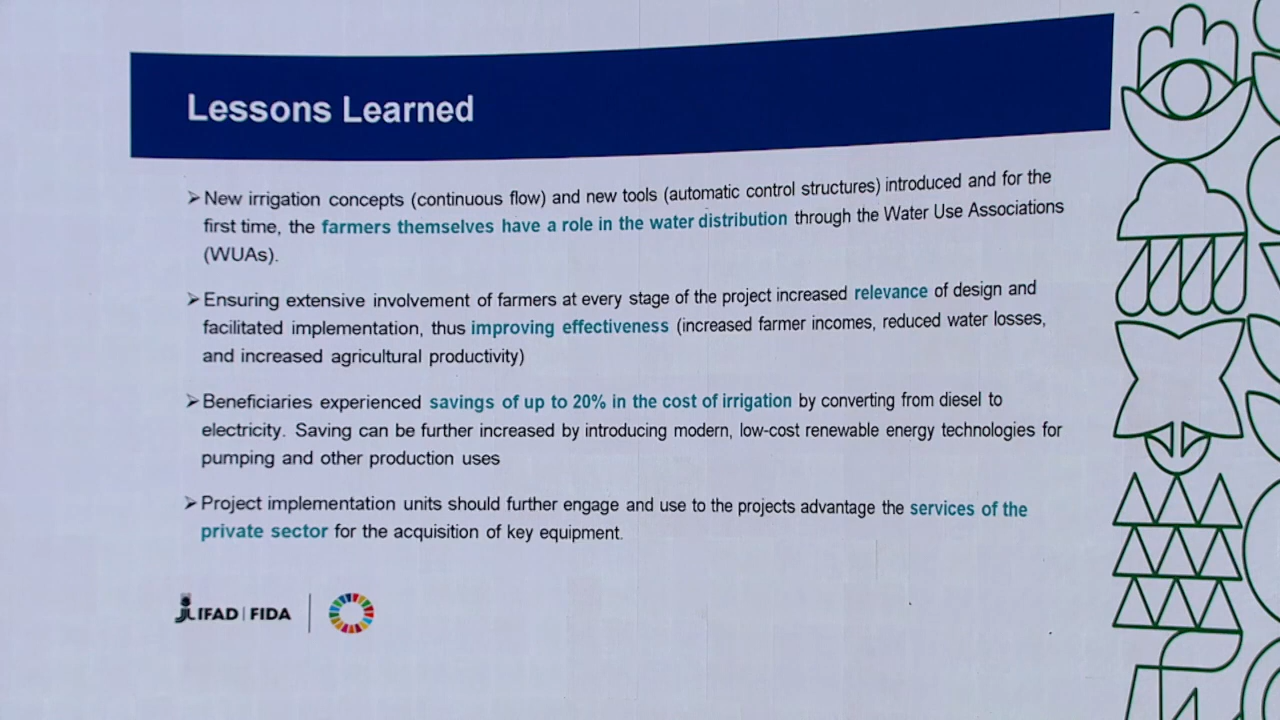 Lessons Learned
➢New irrigation concepts (continuous flow) and new tools (automatic control structures) introduced and for the
first time, the farmers themselves have a role in the water distribution through the Water Use Associations
(WUAs).
➢Ensuring extensive involvement of farmers at every stage of the project increased relevance of design and
facilitated implementation, thus improving effectiveness (increased farmer incomes, reduced water losses,
and increased agricultural productivity)
➢Beneficiaries experienced savings of up to 20% in the cost of irrigation by converting from diesel to
electricity. Saving can be further increased by introducing modern, low-cost renewable energy technologies for
pumping and other production uses
➢Project implementation units should further engage and use to the projects advantage the services of the
private sector for the acquisition of key equipment.
IFAD | FIDA